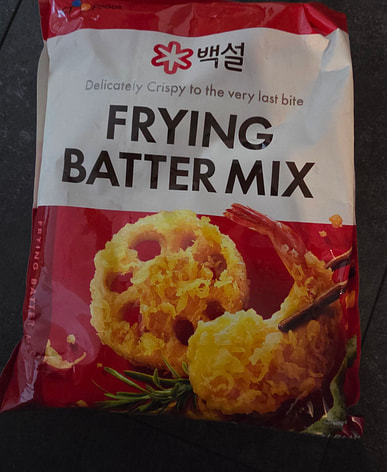 백설
Delicately Crispy to the very last bite
FRYING
BATTER MIX